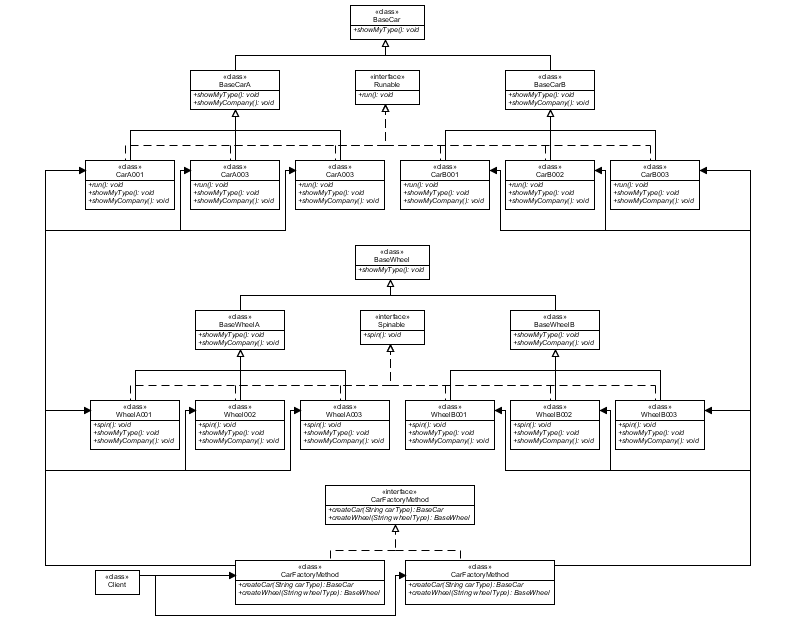 «class»
BaseCar
+showMyType(): void
«class»
BaseCarA
+showMyType(): void
+showMyCompany(): void
«interface»
Runable
+run(): void
«class»
BaseCarB
+showMyType(): void
+showMyCompany(): void
«class»
CarA001
+run(): void
+showMyType(): void
+showMyCompany(): void
«class»
CarA003
+run(): void
+showMyType(): void
+showMyCompany(): void
«class»
CarA003
+run(): void
+showMyType(): void
+showMyCompany(): void
«class»
CarB001
+run(): void
+showMyType(): void
+showMyCompany(): void
«class»
CarB002
+run(): void
+showMyType(): void
+showMyCompany(): void
«class»
CarB003
+run(): void
+showMyType(): void
+showMyCompany(): void
«class»
BaseWheel
+showMyType(): void
«class»
BaseWheelA
+showMyType(): void
+showMyCompany(): void
«interface»
Spinable
+spin(): void
«class»
BaseWheelB
+showMyType(): void
+showMyCompany(): void
«class»
WheelA001
+spin(): void
+showMyType(): void
+showMyCompany(): void
«class»
Wheel002
+spin(): void
+showMyType(): void
+showMyCompany(): void
«class»
WheelA003
+spin(): void
+showMyType(): void
+showMyCompany(): void
«class»
WheelB001
+spin(): void
+showMyType(): void
+showMyCompany(): void
«class»
WheelB002
+spin(): void
+showMyType(): void
+showMyCompany(): void
«class»
WheelB003
+spin(): void
+showMyType(): void
+showMyCompany(): void
«interface»
CarFactoryMethod
+createCar(String carType): BaseCar
+createWheel(String wheelType): BaseWheel
«class»
Client
«class»
CarFactoryMethod
+createCar(String carType): BaseCar
+createWheel(String wheelType): BaseWheel
«class»
CarFactoryMethod
+createCar(String carType): BaseCar
+createWheel(String wheelType): BaseWheel